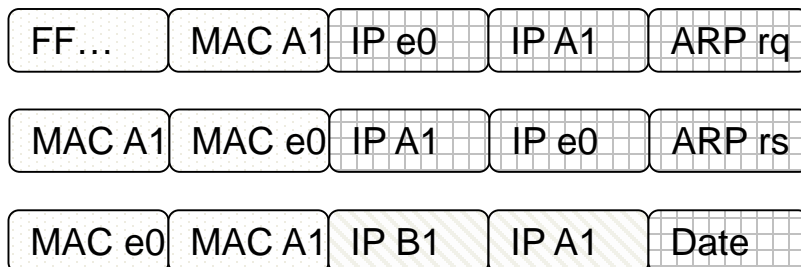 FF… MAC A1 IP e0 IP A1 ARP rq
MAC A1 MAC e0 IP A1 IP e0 ARP rs
MAC e0 MAC A1 IP B1 IP A1 Date